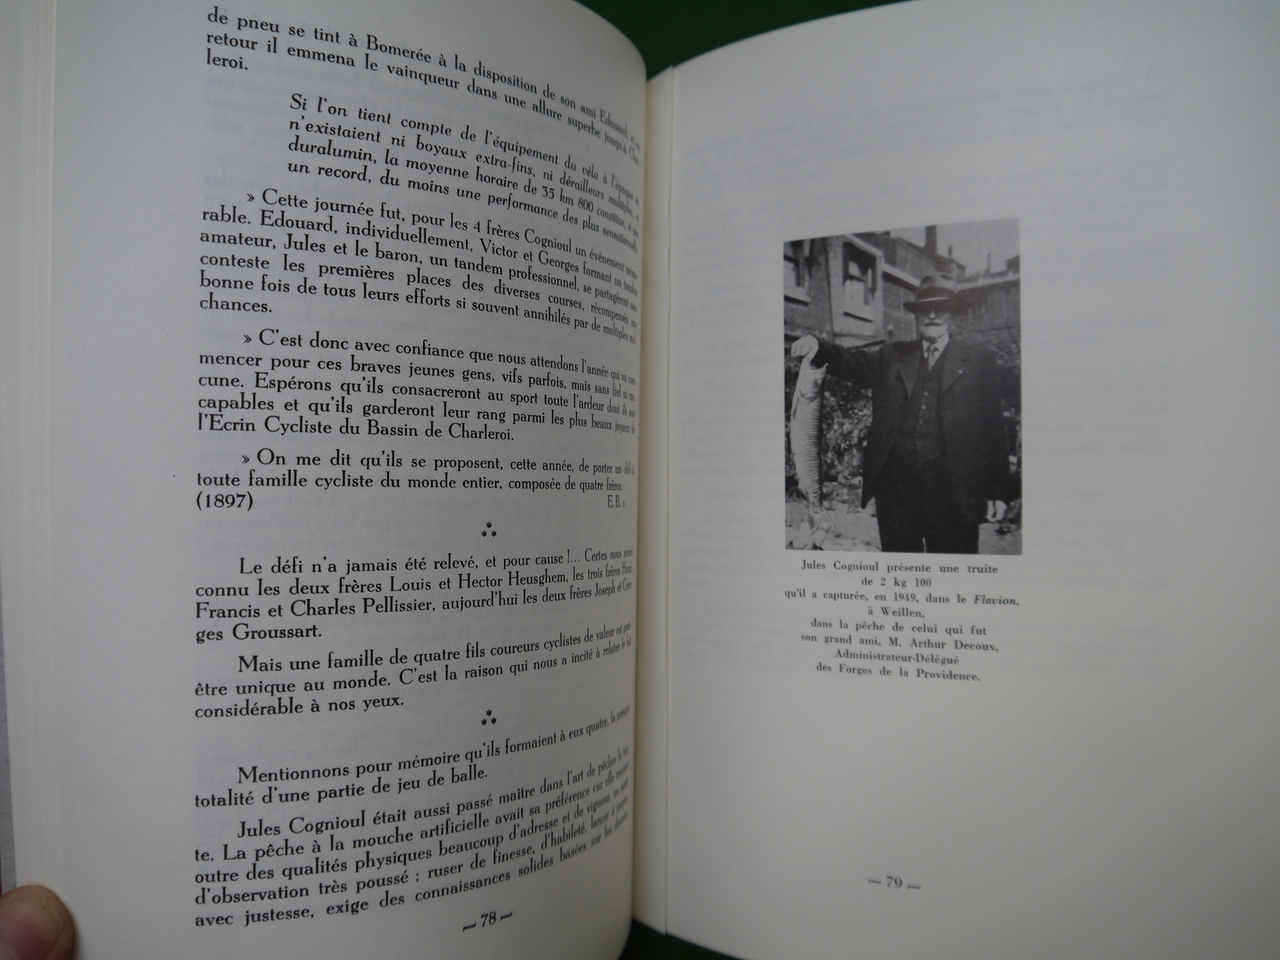 de pneu se tint à Bomerée à la disposition de son ami Edouard, et au
retour il emmena le vainqueur dans une allure superbe jusqu'à Char-
leroi.
Si l'on tient compte de l'équipement du vélo à l'époque où
n'existaient ni boyaux extra-fins, ni dérailleurs multiples, ni
duralumin, la moyenne horaire de 35 km 800 constitue, si pas
un record, du moins une performance des plus sensationnelle
» Cette journée fut, pour les 4 frères Cognioul un événement mémo-
rable. Edouard, individuellement, Victor et Georges formant un tandem
amateur, Jules et le baron, un tandem professionnel, se partagèrent sans
conteste les premières places des diverses courses, récompensés une
bonne fois de tous leurs efforts si souvent annihilés par de multiples mal
chances.
» C'est donc avec confiance que nous attendons l'année qui va com
mencer pour ces braves jeunes gens, vifs parfois, mais sans fiel ni ran
cune. Espérons qu'ils consacreront au sport toute l'ardeur dont ils sont
capables et qu'ils garderont leur rang parmi les plus beaux joyaux de
l'Ecrin Cycliste du Bassin de Charleroi.
» On me dit qu'ils se proposent, cette année, de porter un défi à
toute famille cycliste du monde entier, composée de quatre frères.
(1897) E.B. »
Le défi n'a jamais été relevé, et pour cause !... Certes nous avons
connu les deux frères Louis et Hector Heusghem, les trois frères Henri
Francis et Charles Pellissier, aujourd'hui les deux frères Joseph et Geor
ges Groussart.
Mais une famille de quatre fils coureurs cyclistes de valeur est peut
être unique au monde. C'est la raison qui nous a incité à relater le fait
considérable à nos yeux.
Mentionnons pour mémoire qu'ils formaient à eux quatre, la presque
totalité d'une partie de jeu de balle.
Jules Cognioul était aussi passé maître dans l'art de pêcher la trui
te. La pêche à la mouche artificielle avait sa préférence car elle requiert
outre des qualités physiques beaucoup d'adresse et de vigueur, un esprit
d'observation très poussé ; ruser de finesse, d'habileté, lancer à
avec justesse, exige des connaissances solides basées sur les
— 78 —
Jules Cognioul présente une truite
de 2 kg 100
qu'il a capturée, en 1949, dans le Flavion,
à Weillen,
dans la pêche de celui qui fut
son grand ami, M. Arthur Decoux,
Administrateur-Délégué
des Forges de la Providence.
— 79 —